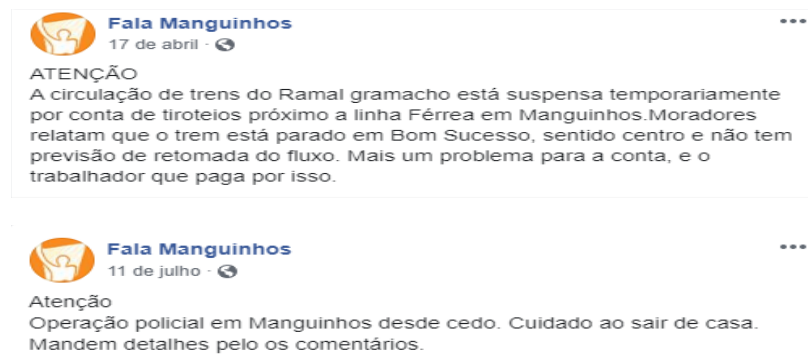 Fala Manguinhos
17 de abril ·
ATENÇÃO
A circulação de trens do Ramal gramacho está suspensa temporariamente
por conta de tiroteios próximo a linha Férrea em Manguinhos.Moradores
relatam que o trem está parado em Bom Sucesso, sentido centro e não tem
previsão de retomada do fluxo. Mais um problema para a conta, e o
trabalhador que paga por isso.
Fala Manguinhos
11 de julho ·
Atenção
Operação policial em Manguinhos desde cedo. Cuidado ao sair de casa.
Mandem detalhes pelo os comentários.